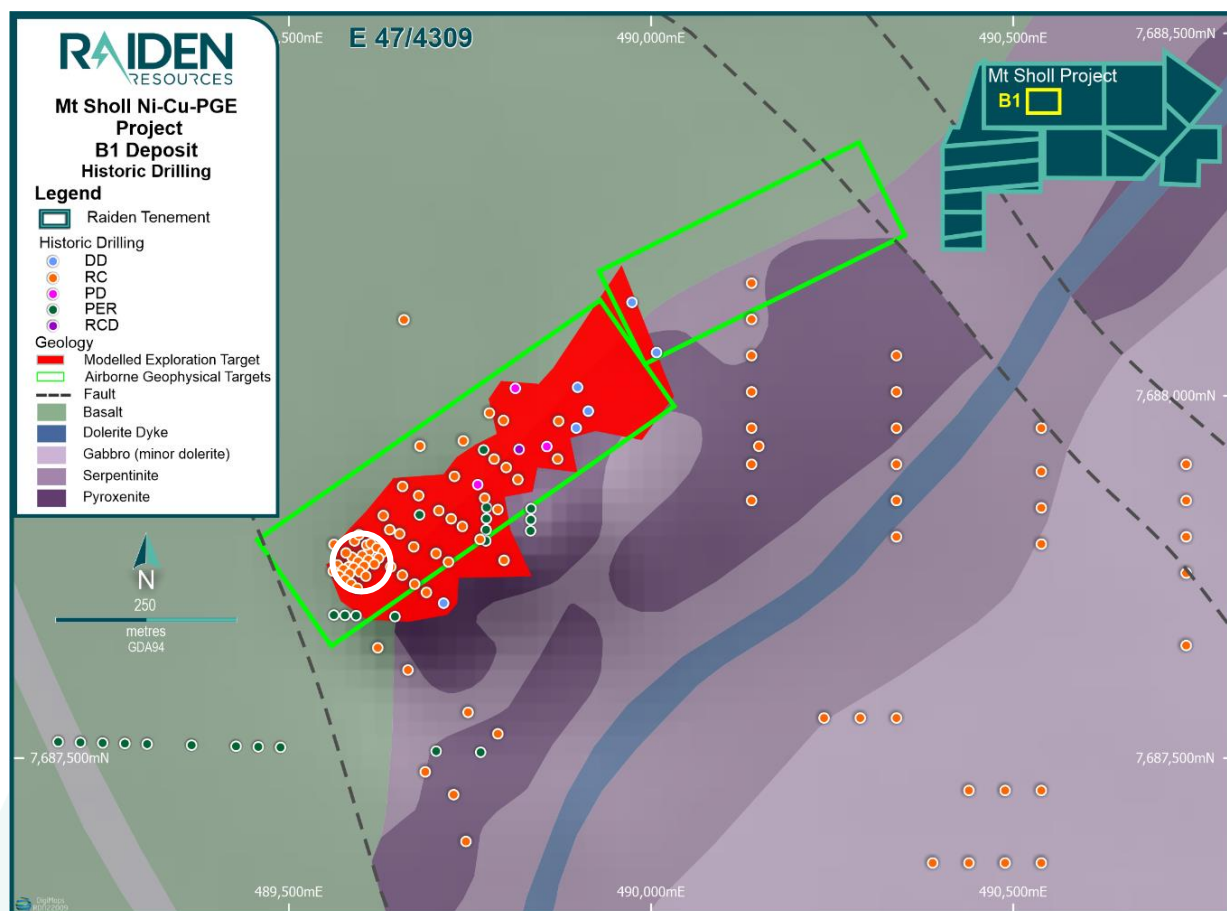 RAIDEN
RESOURCES
Mt Sholl Ni-Cu-PGE
Project
B1 Deposit
Historic Drilling
Legend
Raiden Tenement
Historic Drilling
DD
RC
PD
PER
RCD
Geology
Modelled Exploration Target
Airborne Geophysical Targets
Fault
Basalt
Dolerite Dyke
Gabbro (minor dolerite)
Serpentinite
Pyroxenite
,500mE
E 47/4309
490,000mE
490,500mE
7,688,500mN
Mt Sholl Project
B1
7,688,000mN
N
250
metres
GDA94
7,687,500mN
7,687,500mN
489,500mE
490,000mE
490,500mE
DigiMaps